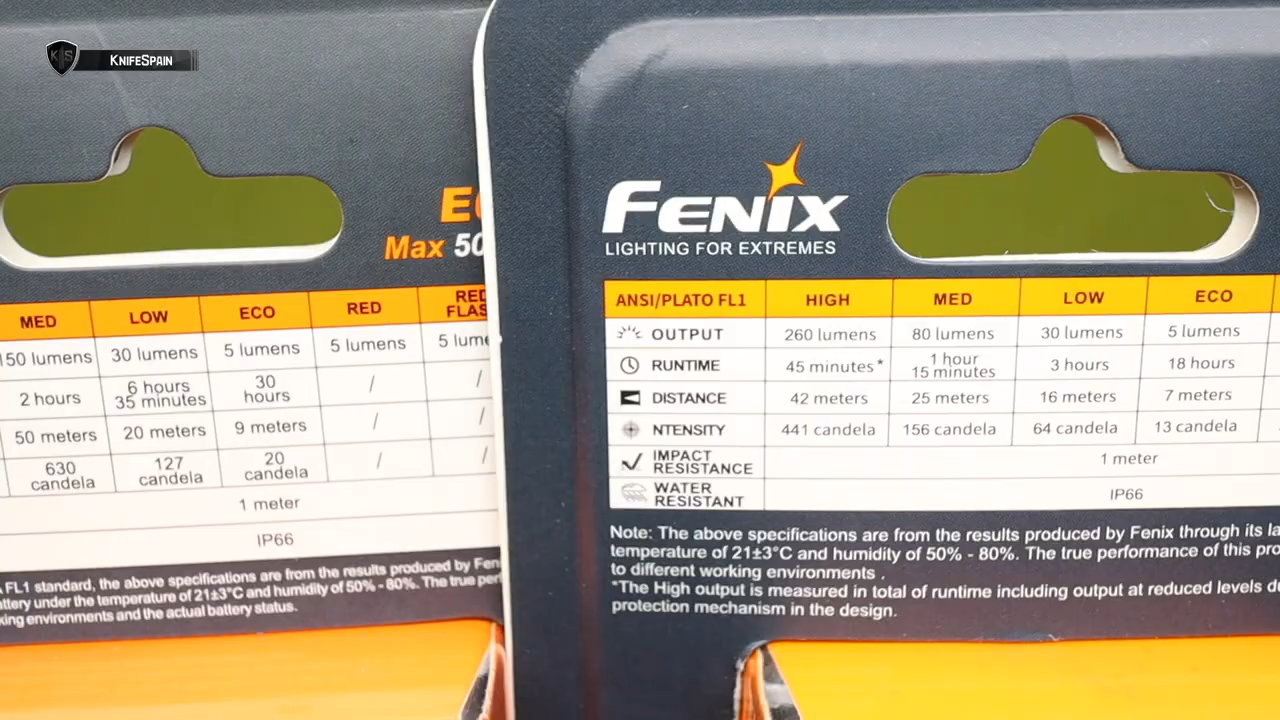 KNIFESPAIN
Max 50
MED LOW ECO RED RED FLAS
150 lumens 30 lumens 5 lumens 5 lumens 5 lume
2 hours 6 hours 35 minutes 30 hours / /
50 meters 20 meters 9 meters / /
630 candela 127 candela 20 candela / /
1 meter
IP66
FL1 standard, the above specifications are from the results produced by Fen
under the temperature of 21±3°C and humidity of 50% - 80%. The true per
environments and the actual battery status.
FENIX
LIGHTING FOR EXTREMES
ANSI/PLATO FL1 HIGH MED LOW ECO
OUTPUT 260 lumens 80 lumens 30 lumens 5 lumens
RUNTIME 45 minutes* 1 hour 15 minutes 3 hours 18 hours
DISTANCE 42 meters 25 meters 16 meters 7 meters
NTENSITY 441 candela 156 candela 64 candela 13 candela
IMPACT RESISTANCE 1 meter
WATER RESISTANT IP66
Note: The above specifications are from the results produced by Fenix through its la
temperature of 21±3°C and humidity of 50% - 80%. The true performance of this pro
to different working environments .
*The High output is measured in total of runtime including output at reduced levels du
protection mechanism in the design.